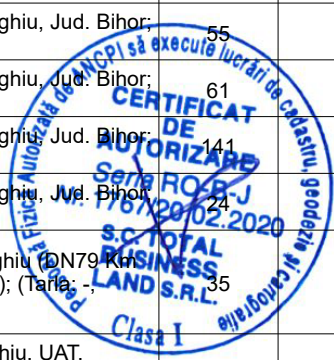 ghiu, Jud. Bihor;
55
ghiu, Jud. Bihor;
61
ghiu, Jud. Bihor;
141
ghiu, Jud. Bihor;
24
ghiu (DN79 Km
); (Tarla: -,
35
ghiu, UAT.
Persoană Fizică Autorizată de ANCPI să execute lucrări de cadastru, geodezie și cartografie
CERTIFICAT
DE
AUTORIZARE
Seria RO-B-J
Nr. 1767/20.02.2020
S.C. TOTAL
BUSINESS
LAND S.R.L.
Clasa I